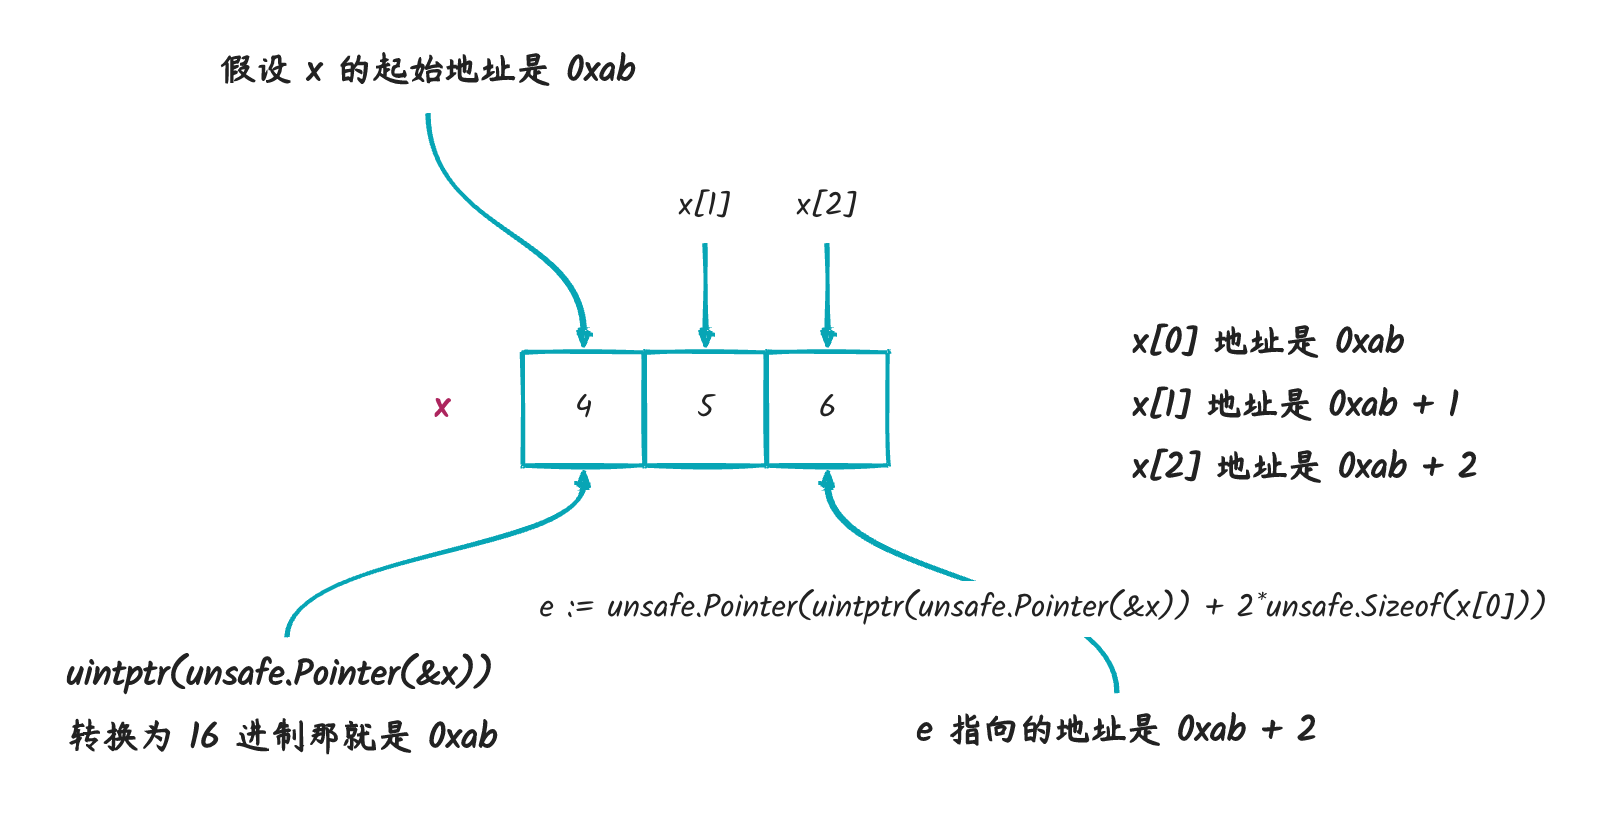 假设 x 的起始地址是 0xab
x[1]
x[2]
x[0] 地址是 0xab
x[1] 地址是 0xab + 1
x[2] 地址是 0xab + 2
x
4
5
6
e := unsafe.Pointer(uintptr(unsafe.Pointer(&x)) + 2*unsafe.Sizeof(x[0]))
uintptr(unsafe.Pointer(&x))
转换为 16 进制那就是 0xab
e 指向的地址是 0xab + 2